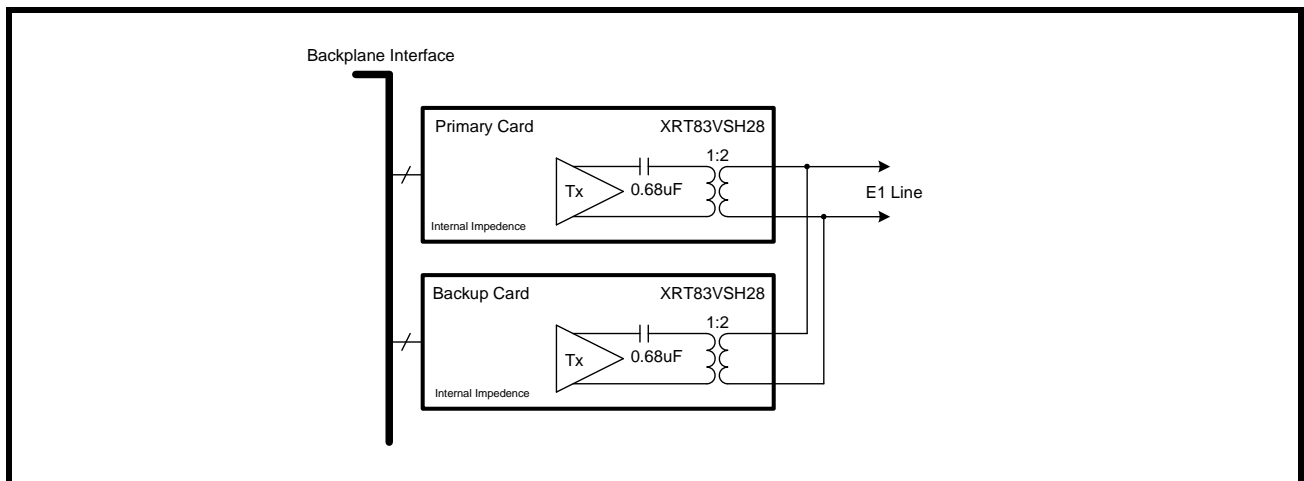 Backplane Interface
Primary Card
XRT83VSH28
1:2
Tx
0.68uF
Internal Impedence
E1 Line
Backup Card
XRT83VSH28
1:2
Tx
0.68uF
Internal Impedence